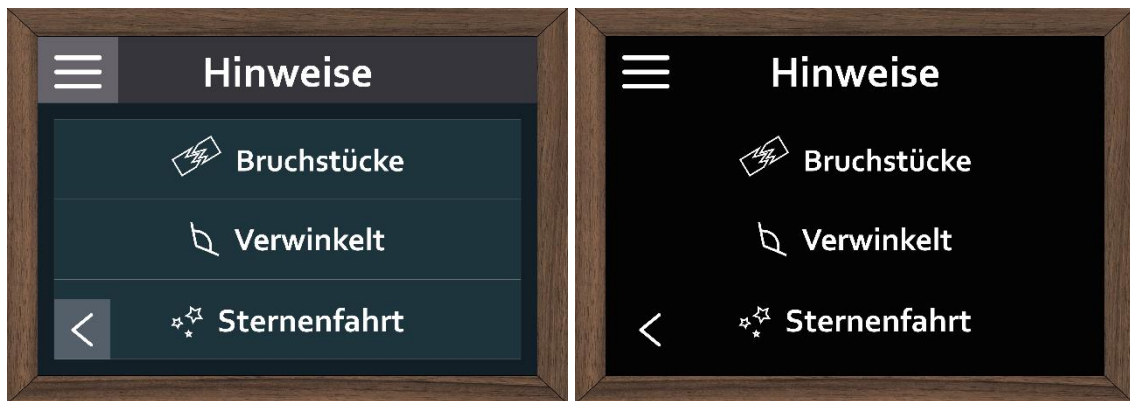 Hinweise
Bruchstücke
Verwinkelt
Sternenfahrt
Hinweise
Bruchstücke
Verwinkelt
Sternenfahrt